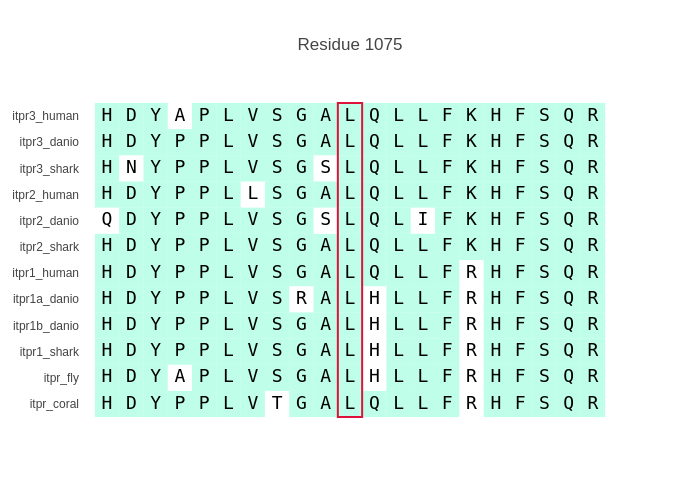 Residue 1075
itpr3_human H D Y A P L V S G A L Q L L F K H F S Q R
itpr3_danio H D Y P P L V S G A L Q L L F K H F S Q R
itpr3_shark H N Y P P L V S G S L Q L L F K H F S Q R
itpr2_human H D Y P P L L S G A L Q L L F K H F S Q R
itpr2_danio Q D Y P P L V S G S L Q L I F K H F S Q R
itpr2_shark H D Y P P L V S G A L Q L L F K H F S Q R
itpr1_human H D Y P P L V S G A L Q L L F R H F S Q R
itpr1a_danio H D Y P P L V S R A L H L L F R H F S Q R
itpr1b_danio H D Y P P L V S G A L H L L F R H F S Q R
itpr1_shark H D Y P P L V S G A L H L L F R H F S Q R
itpr_fly H D Y A P L V S G A L H L L F R H F S Q R
itpr_coral H D Y P P L V T G A L Q L L F R H F S Q R